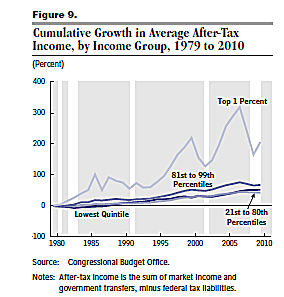 Figure 9.
Cumulative Growth in Average After-Tax
Income, by Income Group, 1979 to 2010
(Percent)
400
300
200
100
0
-100
Top 1 Percent
81st to 99th
Percentiles
Lowest Quintile
21st to 80th
Percentiles
1980 1985 1990 1995 2000 2005 2010
Source: Congressional Budget Office.
Notes: After-tax income is the sum of market income and
government transfers, minus federal tax liabilities.